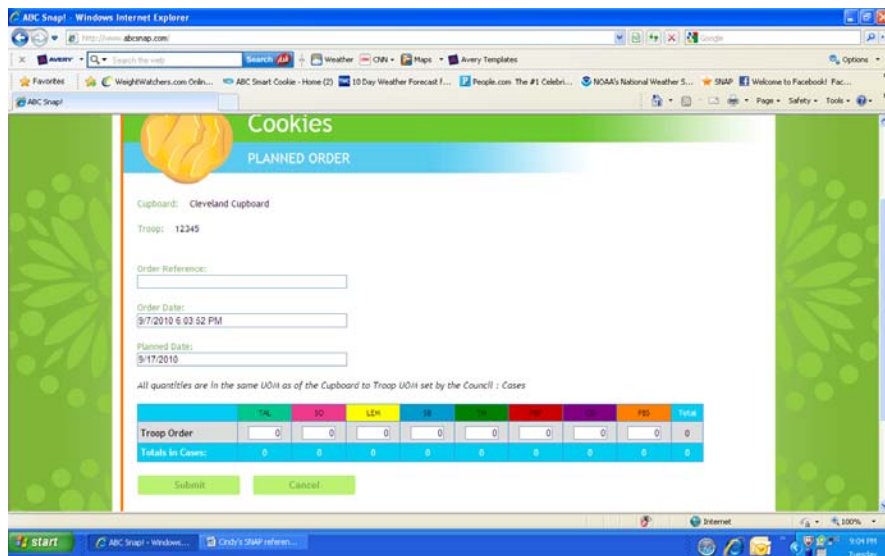 ABC Snap! - Windows Internet Explorer
http://www.abcsnap.com/
Google
AVERY Search the web Search Weather CNN Maps Avery Templates Options
Favorites WeightWatchers.com Onlin... ABC Smart Cookie - Home (2) 10 Day Weather Forecast f... People.com The #1 Celebri... NOAA's National Weather S... SNAP Welcome to Facebook! Fac...
ABC Snap! Page Safety Tools
Cookies
PLANNED ORDER
Cupboard: Cleveland Cupboard
Troop: 12345
Order Reference:
Order Date:
9/7/2010 6:03:52 PM
Planned Date:
9/17/2010
All quantities are in the same UOM as of the Cupboard to Troop UOM set by the Council : Cases
TAL SO LEM SB TM PBS Total
Troop Order 0 0 0 0 0 0 0 0 0
Totals in Cases: 0 0 0 0 0 0 0 0 0
Submit Cancel
Internet 100%
start ABC Snap! - Windows... Cindy's SNAP referen... 9:04 PM
Tuesday